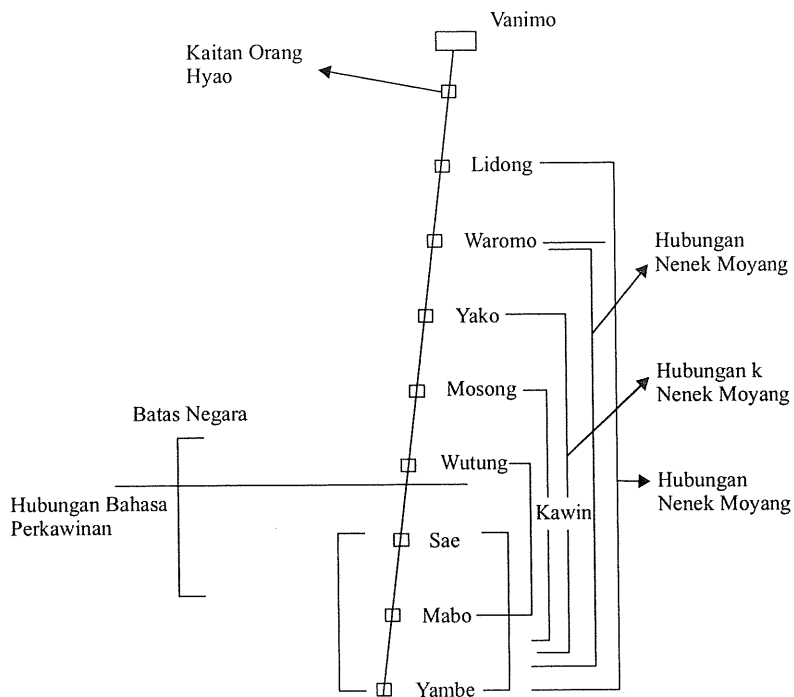 Vanimo
Kaitan Orang
Hyao
Lidong
Waromo
Hubungan
Nenek Moyang
Yako
Hubungan k
Nenek Moyang
Mosong
Batas Negara
Wutung
Hubungan
Nenek Moyang
Hubungan Bahasa
Perkawinan
Kawin
Sae
Mabo
Yambe